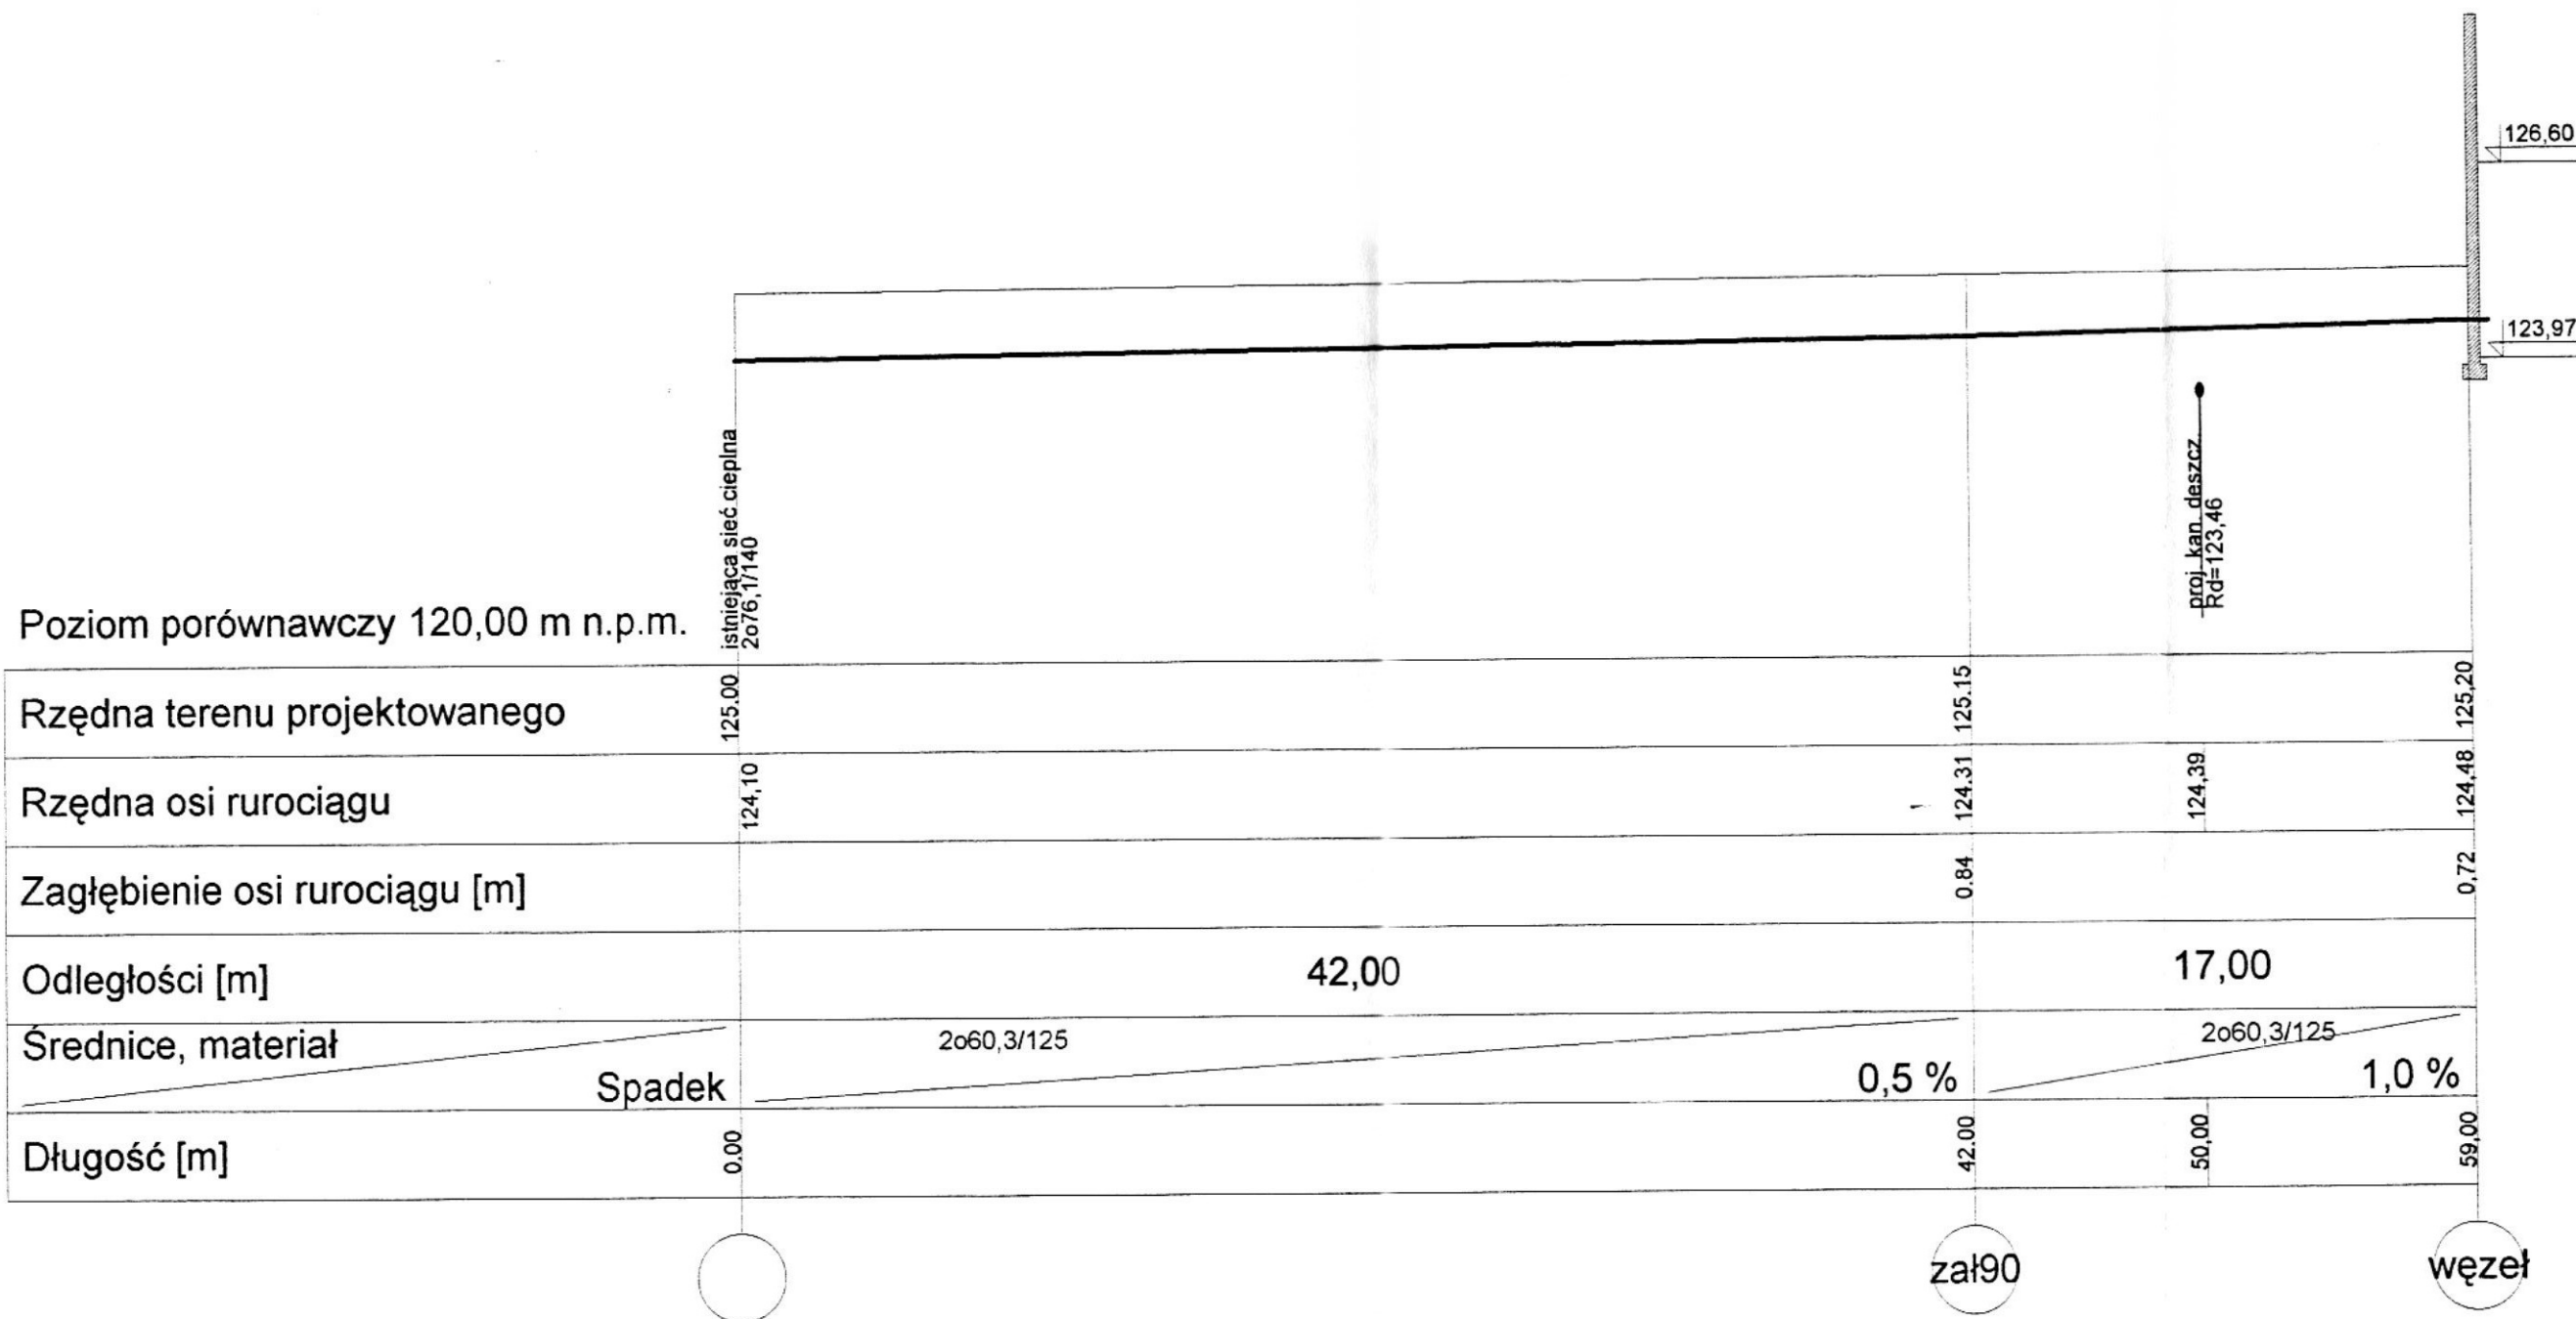 126,60
123,97
istniejąca sieć cieplna
2o76,1/140
proj. kan. deszcz.
Rd=123,46
Poziom porównawczy 120,00 m n.p.m.
Rzędna terenu projektowanego
125.00
125.15
125,20
Rzędna osi rurociągu
124,10
124.31
124,39
124,48
Zagłębienie osi rurociągu [m]
0.84
0,72
Odległości [m]
42,00
17,00
Średnice, materiał
2o60,3/125
2o60,3/125
Spadek
0,5 %
1,0 %
Długość [m]
0.00
42.00
50,00
59,00
zał90
węzeł